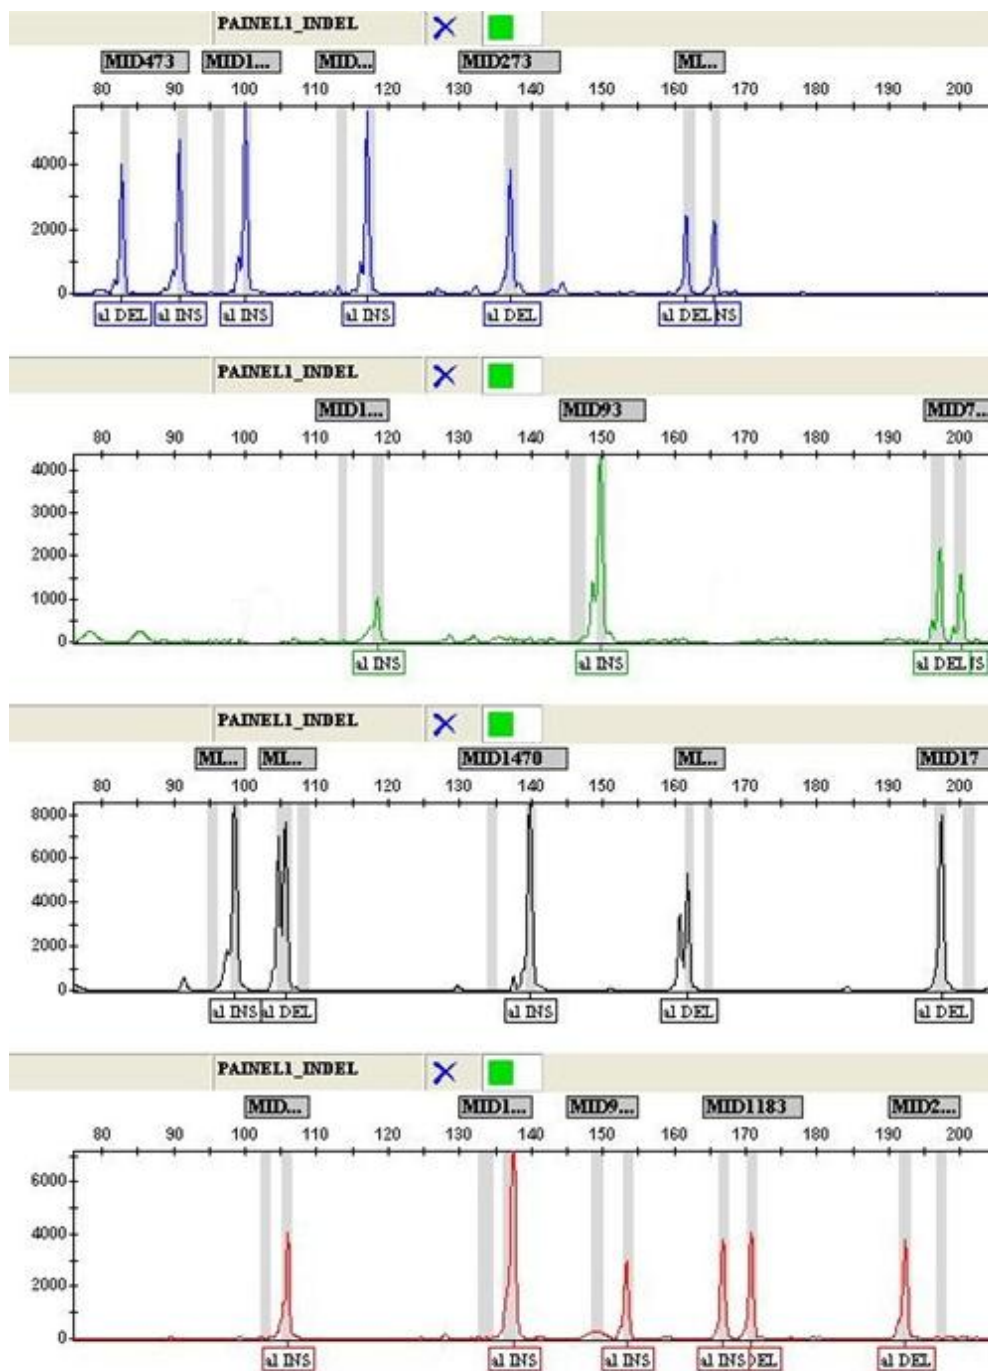 PAINEL1_INDEL
MID473 MID1... MID... MID273 MI...
80 90 100 110 120 130 140 150 160 170 180 190 200
4000
2000
0
al DEL al INS al INS al INS al DEL al DEL NS
PAINEL1_INDEL
MID1... MID93 MID7...
80 90 100 110 120 130 140 150 160 170 180 190 200
4000
3000
2000
1000
0
al INS al INS al DEL IS
PAINEL1_INDEL
MI... MI... MID1470 MI... MID17
80 90 100 110 120 130 140 150 160 170 180 190 200
8000
6000
4000
2000
0
al INS al DEL al INS al DEL al DEL
PAINEL1_INDEL
MID... MID1... MID9... MID1183 MID2...
80 90 100 110 120 130 140 150 160 170 180 190 200
6000
4000
2000
0
al INS al INS al INS al INS DEL al DEL